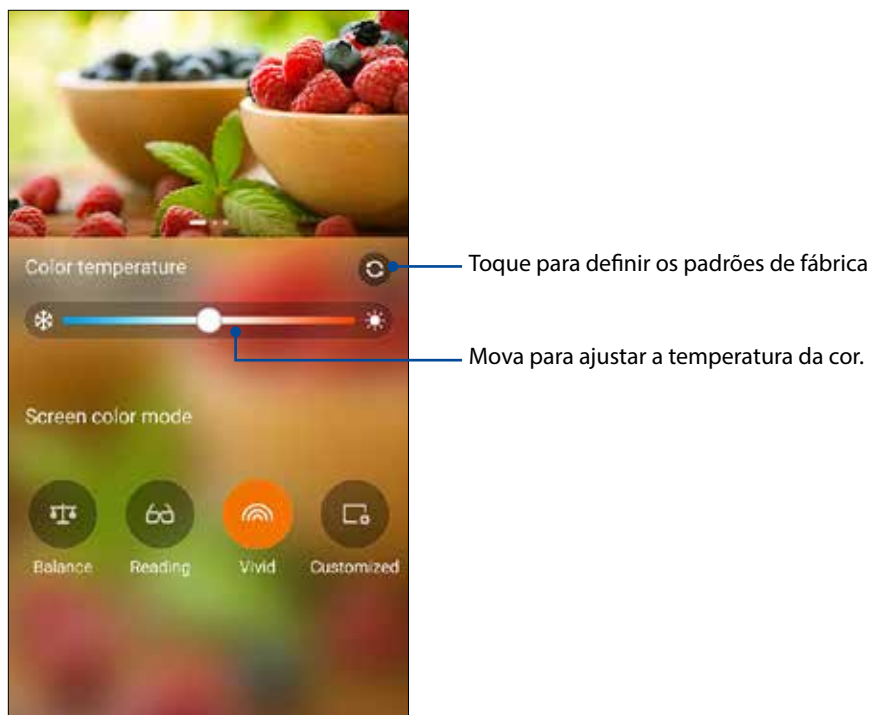 Color temperature
Toque para definir os padrões de fábrica
Mova para ajustar a temperatura da cor.
Screen color mode
Balance Reading Vivid Customized